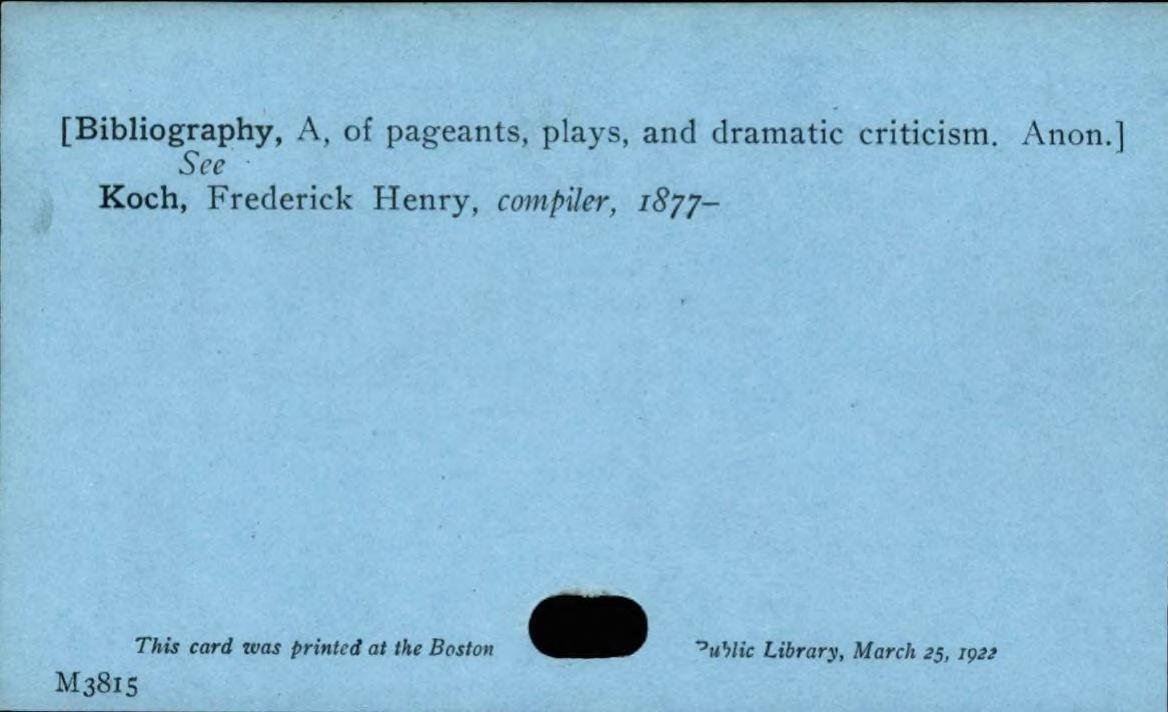 [Bibliography, A, of pageants, plays, and dramatic criticism. Anon.]
See
Koch, Frederick Henry, compiler, 1877–
This card was printed at the Boston Public Library, March 25, 1922
M3815